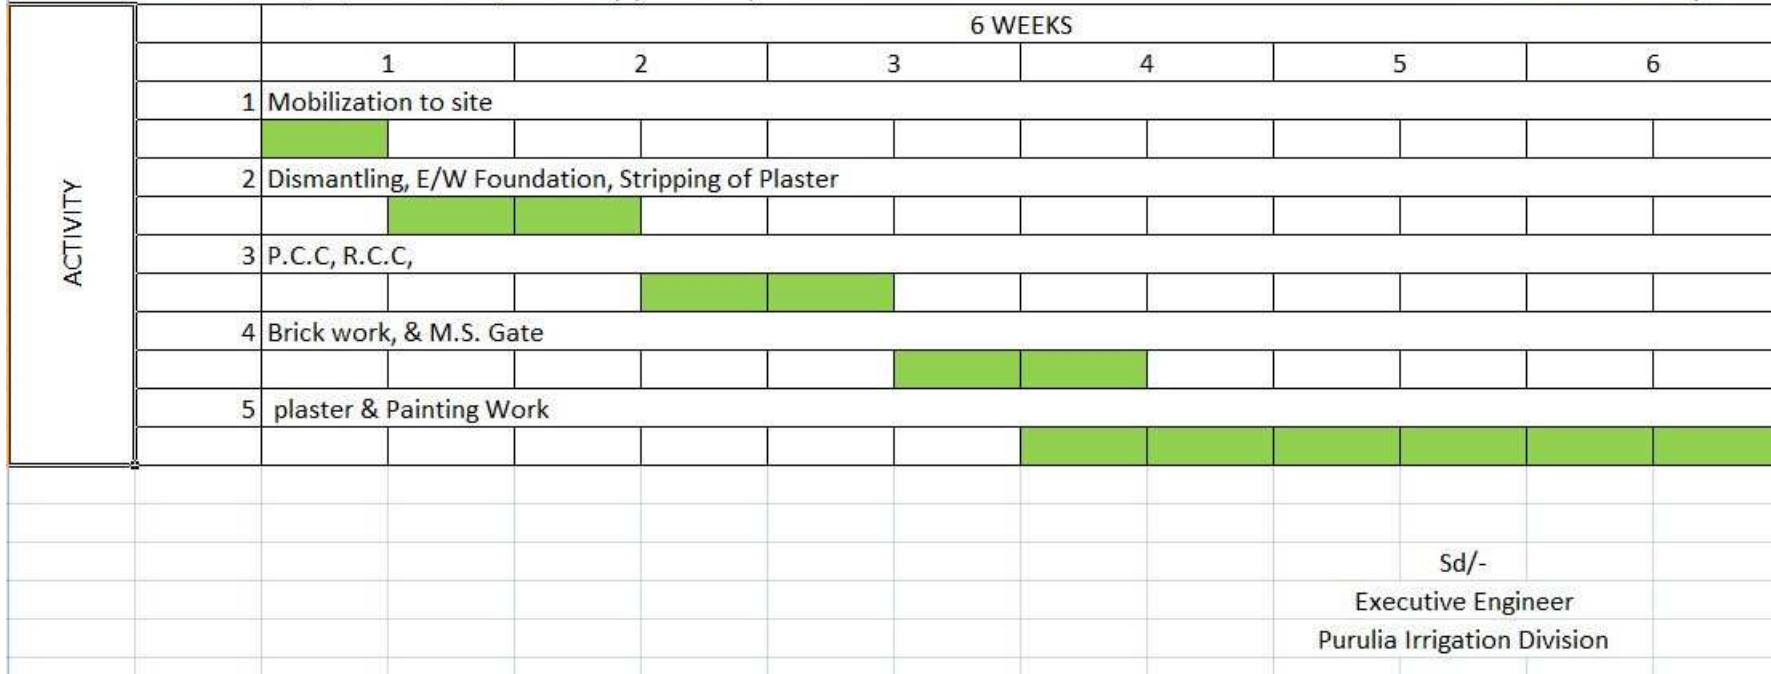 6 WEEKS
1 2 3 4 5 6
ACTIVITY
1 Mobilization to site
2 Dismantling, E/W Foundation, Stripping of Plaster
3 P.C.C, R.C.C,
4 Brick work, & M.S. Gate
5 plaster & Painting Work
Sd/-
Executive Engineer
Purulia Irrigation Division